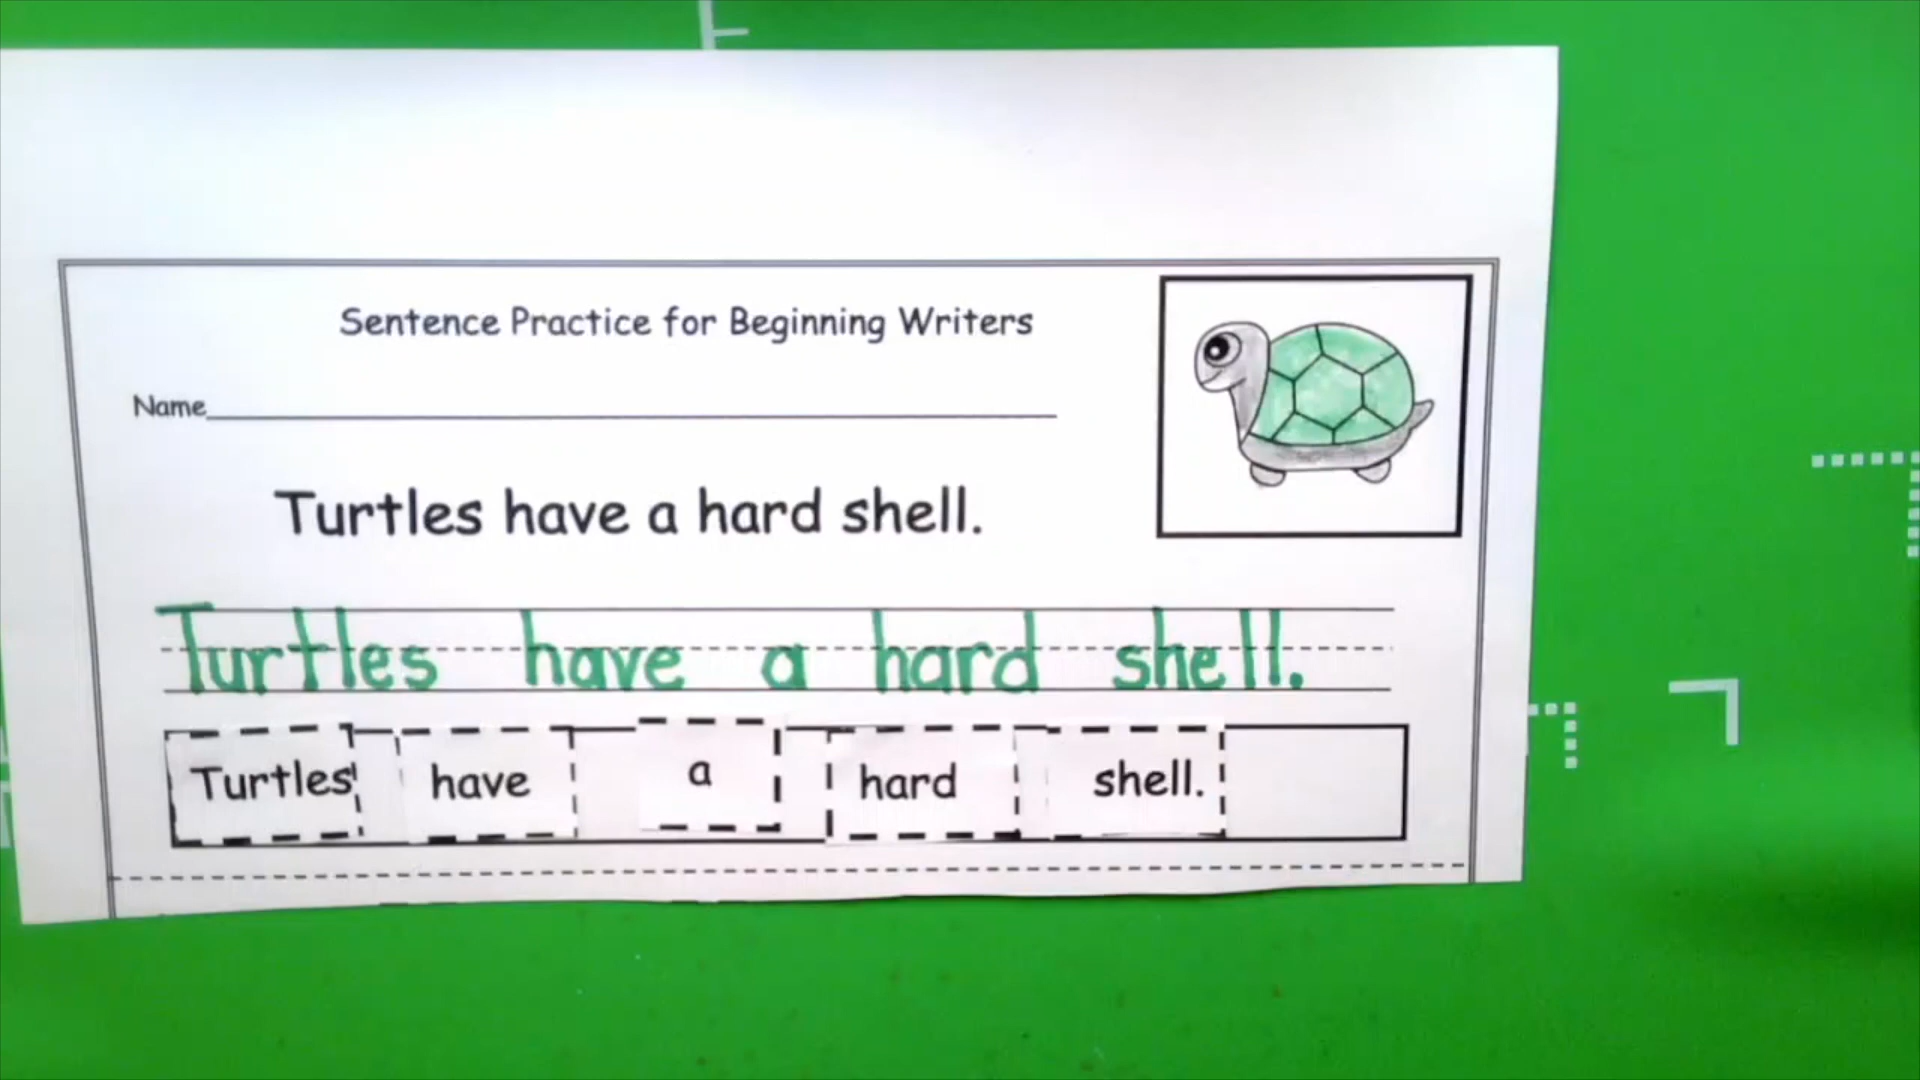 Sentence Practice for Beginning Writers
Name
Turtles have a hard shell.
Turtles have a hard shell.
Turtles have a hard shell.